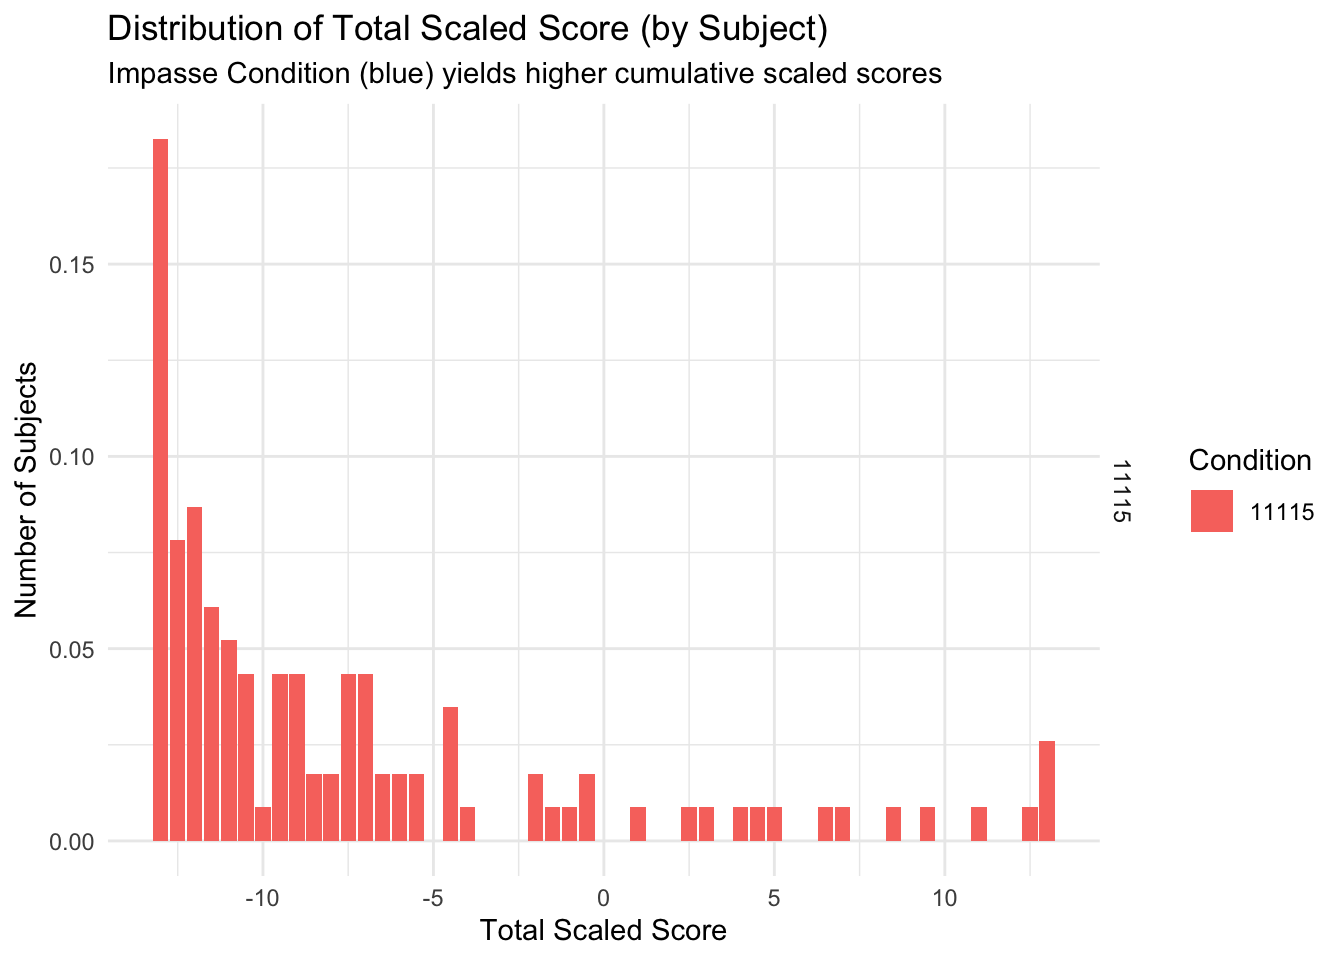 Distribution of Total Scaled Score (by Subject)
Impasse Condition (blue) yields higher cumulative scaled scores
Number of Subjects
0.15
0.10
0.05
0.00
-10
-5
0
5
10
Total Scaled Score
11115
Condition
11115